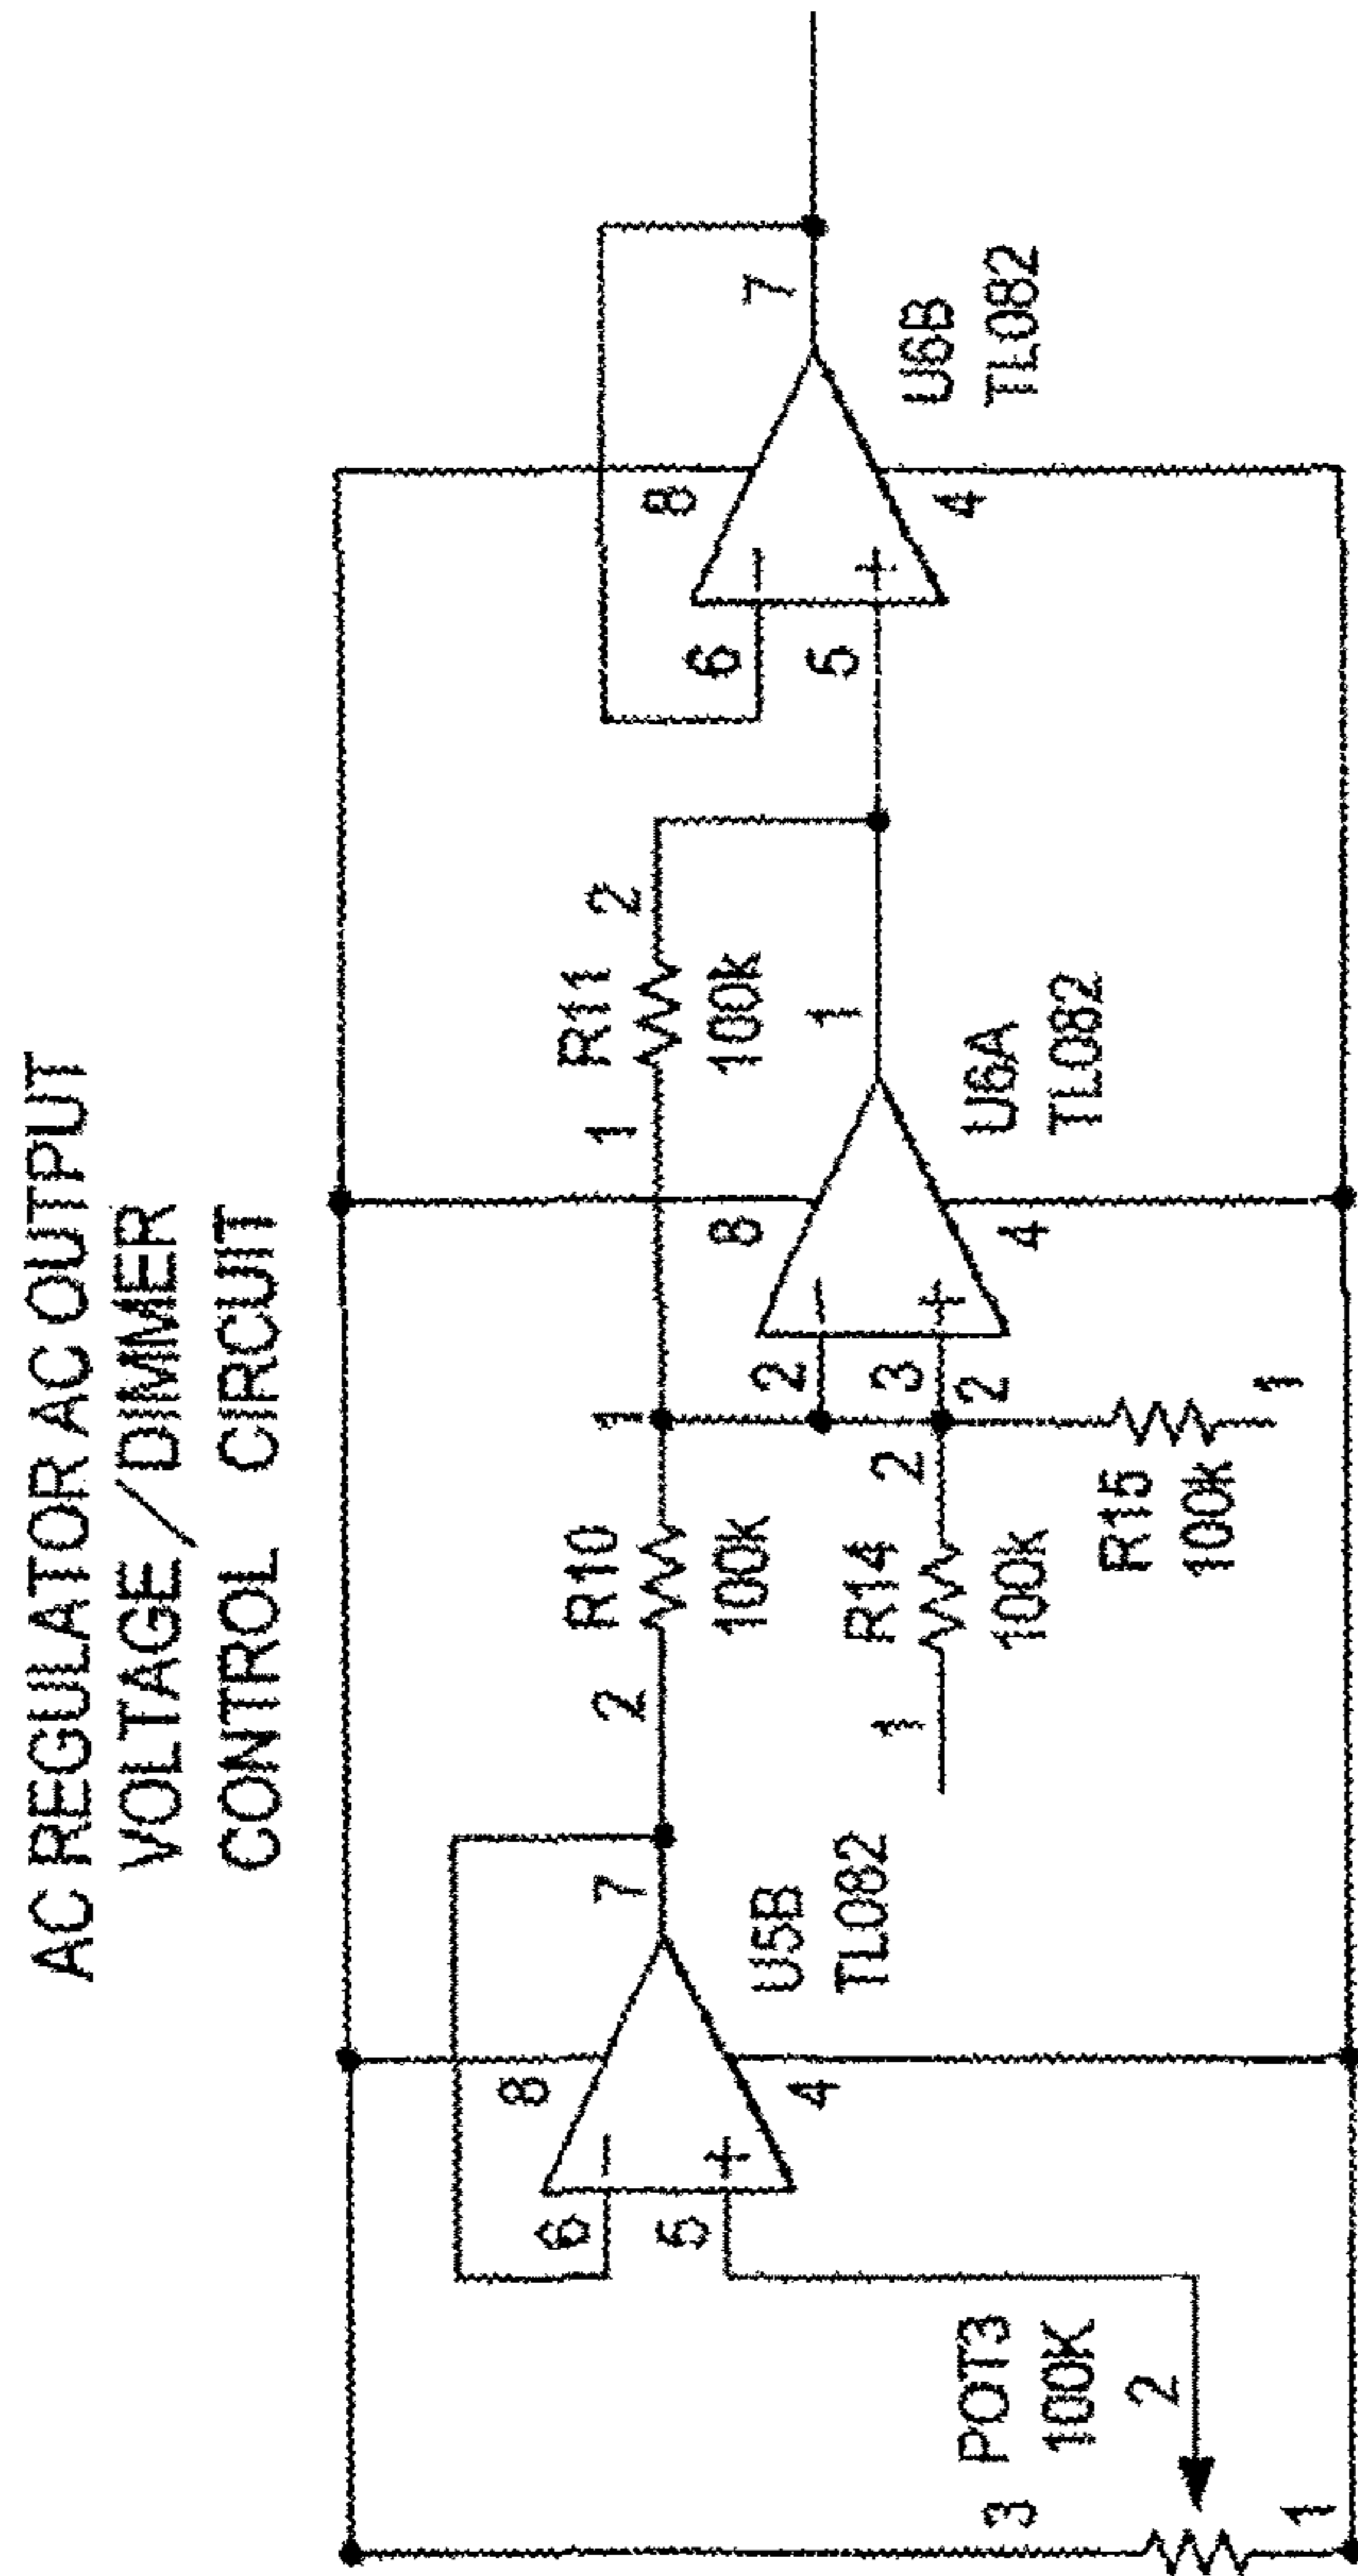 AC REGULATOR AC OUTPUT
VOLTAGE/DIMMER
CONTROL CIRCUIT
POT3
100K
3
2
1
6
5
8
4
7
U5B
TL082
2
R10
100k
1
1
R14
100k
2
2
R15
100k
1
2
3
8
4
1
U6A
TL082
1
R11
100k
2
6
5
8
4
7
U6B
TL082